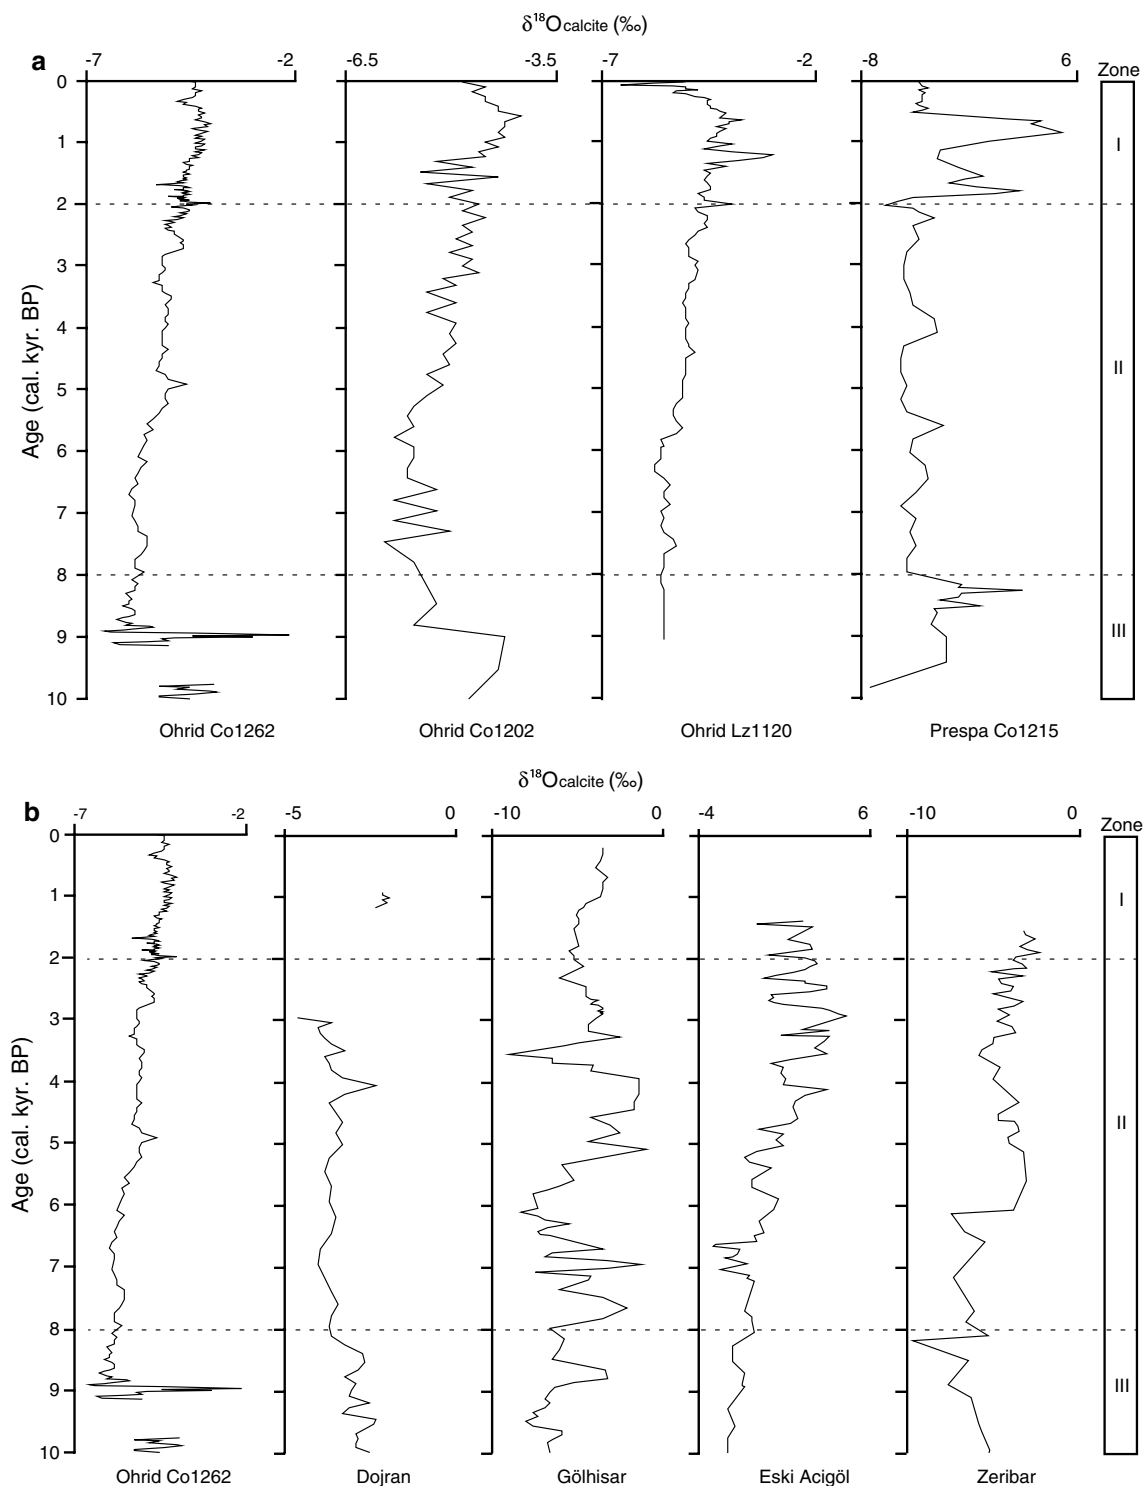 δ¹⁸Ocalcite (‰)
a
-7 -2 -6.5 -3.5 -7 -2 -8 6 Zone
0
1
2
3
4
5
6
7
8
9
10
Age (cal. kyr. BP)
I
II
III
Ohrid Co1262 Ohrid Co1202 Ohrid Lz1120 Prespa Co1215
δ¹⁸Ocalcite (‰)
b
-7 -2 -5 0 -10 0 -4 6 -10 0 Zone
0
1
2
3
4
5
6
7
8
9
10
Age (cal. kyr. BP)
I
II
III
Ohrid Co1262 Dojran Gölhisar Eski Acigöl Zeribar